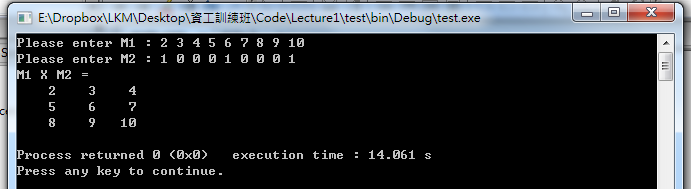 E:\Dropbox\LKM\Desktop\資工訓練班\Code\Lecture1\test\bin\Debug\test.exe
Please enter M1 : 2 3 4 5 6 7 8 9 10
Please enter M2 : 1 0 0 0 1 0 0 0 1
M1 X M2 =
    2    3    4
    5    6    7
    8    9   10

Process returned 0 (0x0)   execution time : 14.061 s
Press any key to continue.